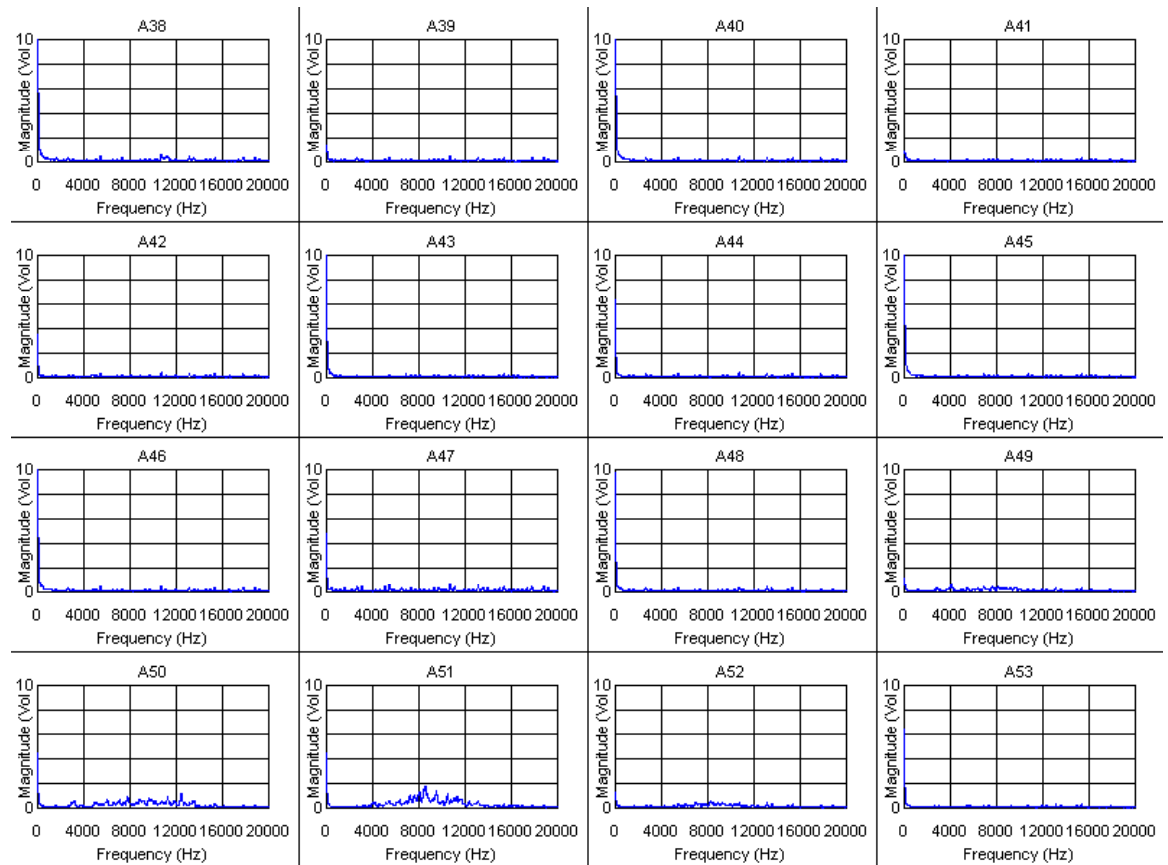 A38 A39 A40 A41
10 10 10 10
Magnitude (Vol Magnitude (Vol Magnitude (Vol Magnitude (Vol
0 0 0 0
0 4000 8000 12000 16000 20000 0 4000 8000 12000 16000 20000 0 4000 8000 12000 16000 20000 0 4000 8000 12000 16000 20000
Frequency (Hz) Frequency (Hz) Frequency (Hz) Frequency (Hz)
A42 A43 A44 A45
10 10 10 10
Magnitude (Vol Magnitude (Vol Magnitude (Vol Magnitude (Vol
0 0 0 0
0 4000 8000 12000 16000 20000 0 4000 8000 12000 16000 20000 0 4000 8000 12000 16000 20000 0 4000 8000 12000 16000 20000
Frequency (Hz) Frequency (Hz) Frequency (Hz) Frequency (Hz)
A46 A47 A48 A49
10 10 10 10
Magnitude (Vol Magnitude (Vol Magnitude (Vol Magnitude (Vol
0 0 0 0
0 4000 8000 12000 16000 20000 0 4000 8000 12000 16000 20000 0 4000 8000 12000 16000 20000 0 4000 8000 12000 16000 20000
Frequency (Hz) Frequency (Hz) Frequency (Hz) Frequency (Hz)
A50 A51 A52 A53
10 10 10 10
Magnitude (Vol Magnitude (Vol Magnitude (Vol Magnitude (Vol
0 0 0 0
0 4000 8000 12000 16000 20000 0 4000 8000 12000 16000 20000 0 4000 8000 12000 16000 20000 0 4000 8000 12000 16000 20000
Frequency (Hz) Frequency (Hz) Frequency (Hz) Frequency (Hz)